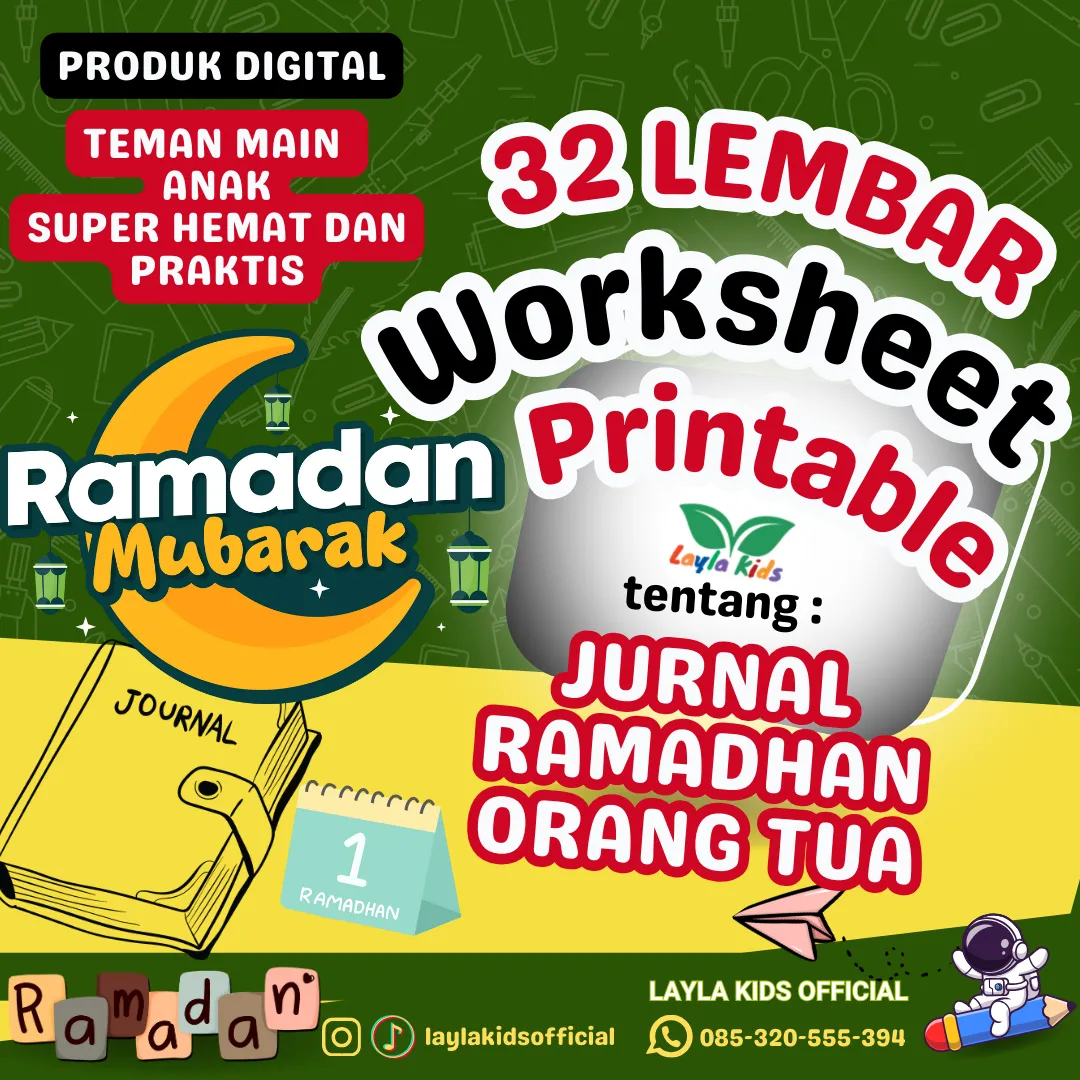 PRODUK DIGITAL
TEMAN MAIN
ANAK
SUPER HEMAT DAN
PRAKTIS
32 LEMBAR
Worksheet
Printable
Layla Kids
tentang :
JURNAL
RAMADHAN
ORANG TUA
Ramadan
Mubarak
JOURNAL
1
RAMADHAN
Ramadan
laylakidsofficial
LAYLA KIDS OFFICIAL
085-320-555-394